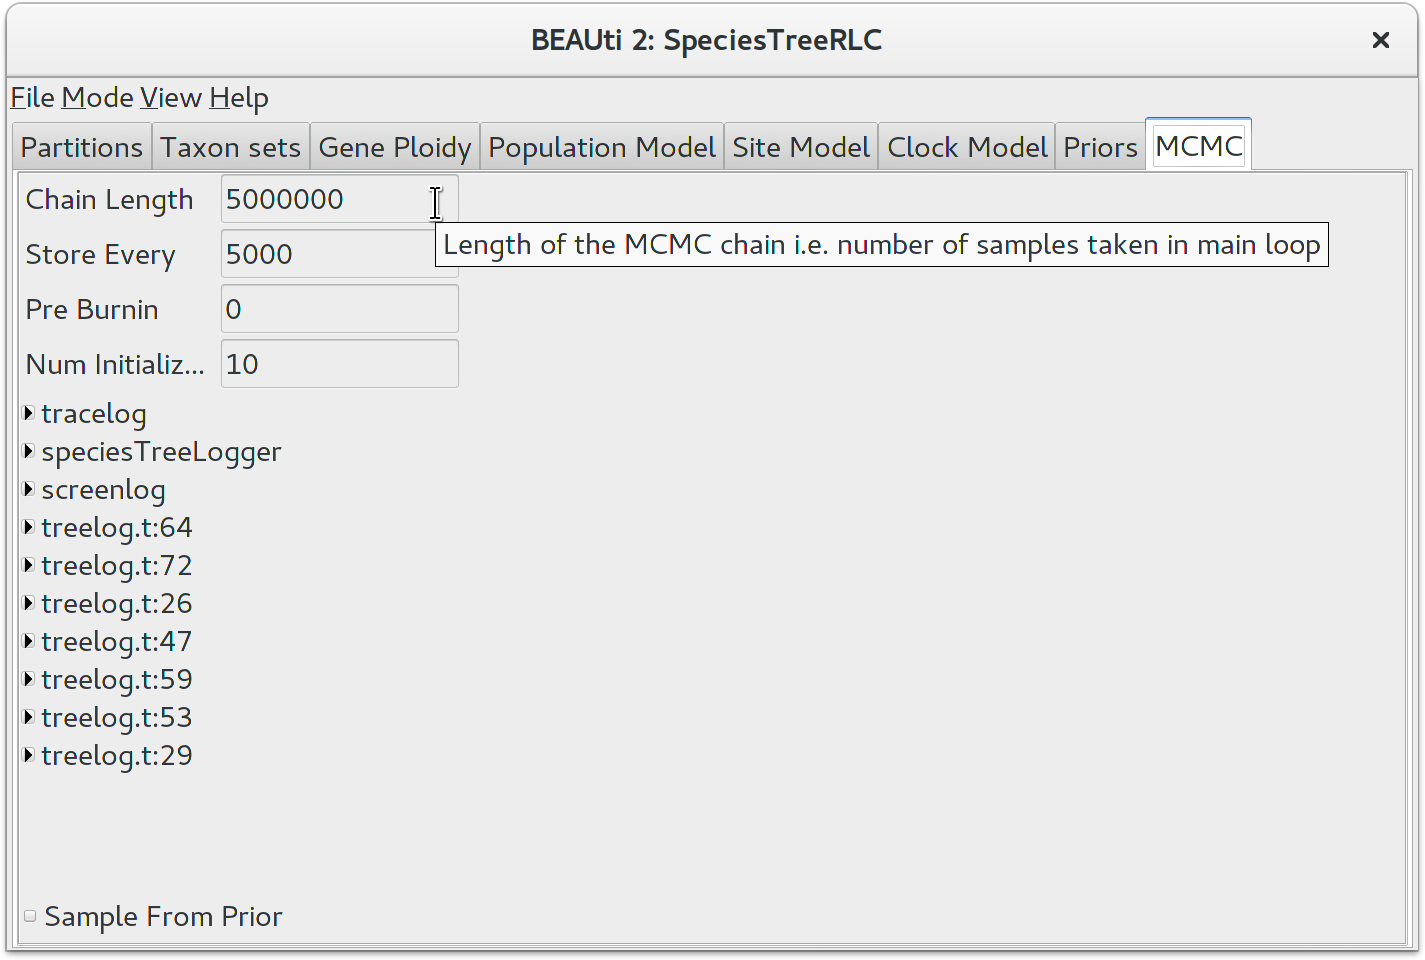 BEAUti 2: SpeciesTreeRLC
File Mode View Help
Partitions Taxon sets Gene Ploidy Population Model Site Model Clock Model Priors MCMC
Chain Length 5000000
Length of the MCMC chain i.e. number of samples taken in main loop
Store Every 5000
Pre Burnin 0
Num Initializ... 10
tracelog
speciesTreeLogger
screenlog
treelog.t:64
treelog.t:72
treelog.t:26
treelog.t:47
treelog.t:59
treelog.t:53
treelog.t:29
Sample From Prior